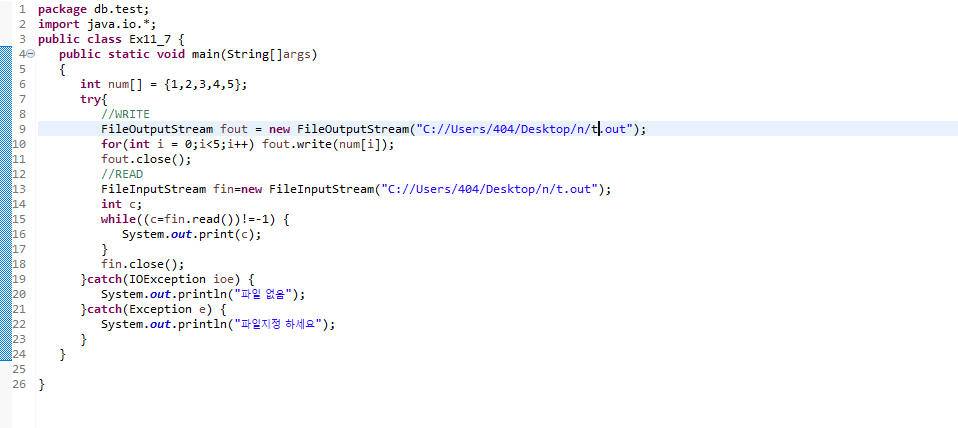 1 package db.test;
2 import java.io.*;
3 public class Ex11_7 {
4 public static void main(String[]args)
5 {
6 int num[] = {1,2,3,4,5};
7 try{
8 //WRITE
9 FileOutputStream fout = new FileOutputStream("C://Users/404/Desktop/n/t.out");
10 for(int i = 0;i<5;i++) fout.write(num[i]);
11 fout.close();
12 //READ
13 FileInputStream fin=new FileInputStream("C://Users/404/Desktop/n/t.out");
14 int c;
15 while((c=fin.read())!=-1) {
16 System.out.print(c);
17 }
18 fin.close();
19 }catch(IOException ioe) {
20 System.out.println("파일 없음");
21 }catch(Exception e) {
22 System.out.println("파일지정 하세요");
23 }
24 }
25
26 }